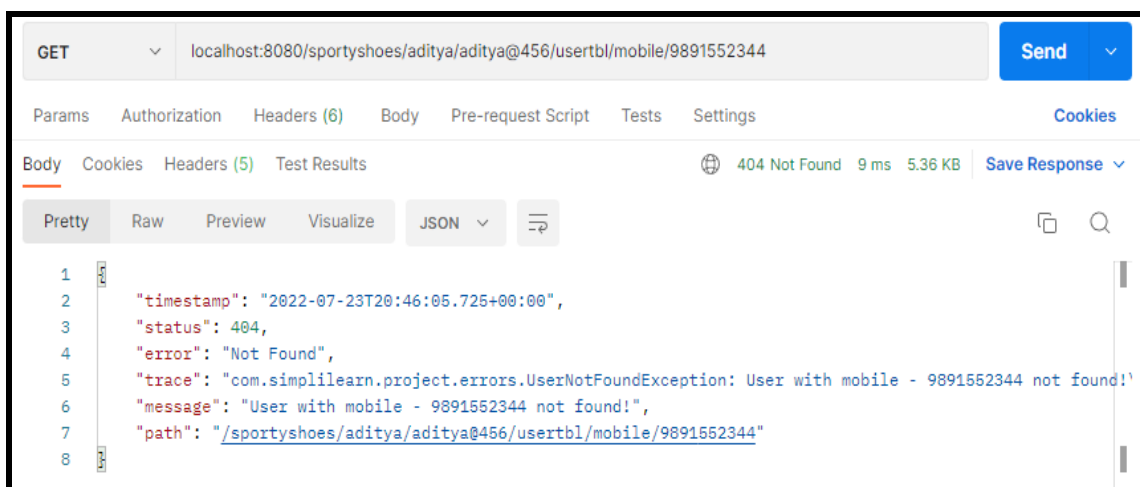 GET localhost:8080/sportyshoes/aditya/aditya@456/usertbl/mobile/9891552344 Send
Params Authorization Headers (6) Body Pre-request Script Tests Settings Cookies
Body Cookies Headers (5) Test Results 404 Not Found 9 ms 5.36 KB Save Response
Pretty Raw Preview Visualize JSON
1 {
2 "timestamp": "2022-07-23T20:46:05.725+00:00",
3 "status": 404,
4 "error": "Not Found",
5 "trace": "com.simplilearn.project.errors.UserNotFoundException: User with mobile - 9891552344 not found!\
6 "message": "User with mobile - 9891552344 not found!",
7 "path": "/sportyshoes/aditya/aditya@456/usertbl/mobile/9891552344"
8 }